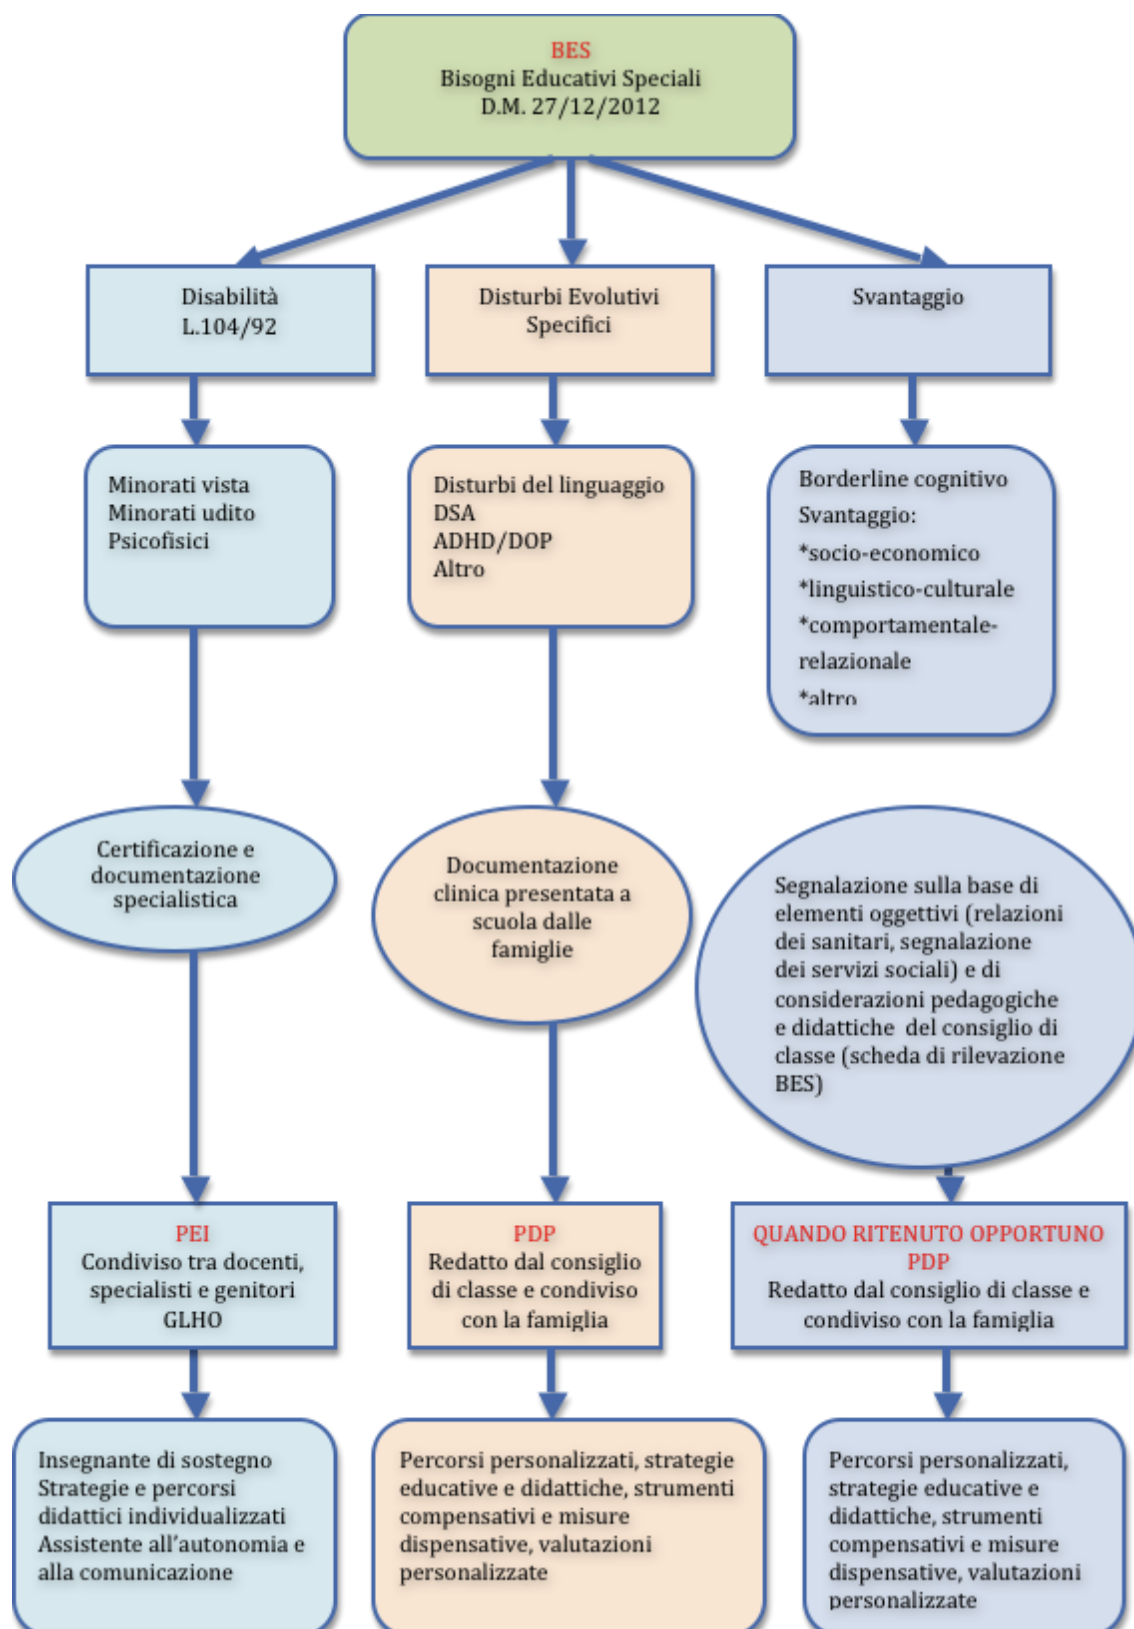 BES
Bisogni Educativi Speciali
D.M. 27/12/2012
Disabilità
L.104/92
Disturbi Evolutivi
Specifici
Svantaggio
Minorati vista
Minorati udito
Psicofisici
Disturbi del linguaggio
DSA
ADHD/DOP
Altro
Borderline cognitivo
Svantaggio:
*socio-economico
*linguistico-culturale
*comportamentale-
relazionale
*altro
Certificazione e
documentazione
specialistica
Documentazione
clinica presentata a
scuola dalle
famiglie
Segnalazione sulla base di
elementi oggettivi (relazioni
dei sanitari, segnalazione
dei servizi sociali) e di
considerazioni pedagogiche
e didattiche del consiglio di
classe (scheda di rilevazione
BES)
PEI
Condiviso tra docenti,
specialisti e genitori
GLHO
PDP
Redatto dal consiglio
di classe e condiviso
con la famiglia
QUANDO RITENUTO OPPORTUNO
PDP
Redatto dal consiglio di classe e
condiviso con la famiglia
Insegnante di sostegno
Strategie e percorsi
didattici individualizzati
Assistente all'autonomia e
alla comunicazione
Percorsi personalizzati, strategie
educative e didattiche, strumenti
compensativi e misure
dispensative, valutazioni
personalizzate
Percorsi personalizzati,
strategie educative e
didattiche, strumenti
compensativi e misure
dispensative, valutazioni
personalizzate